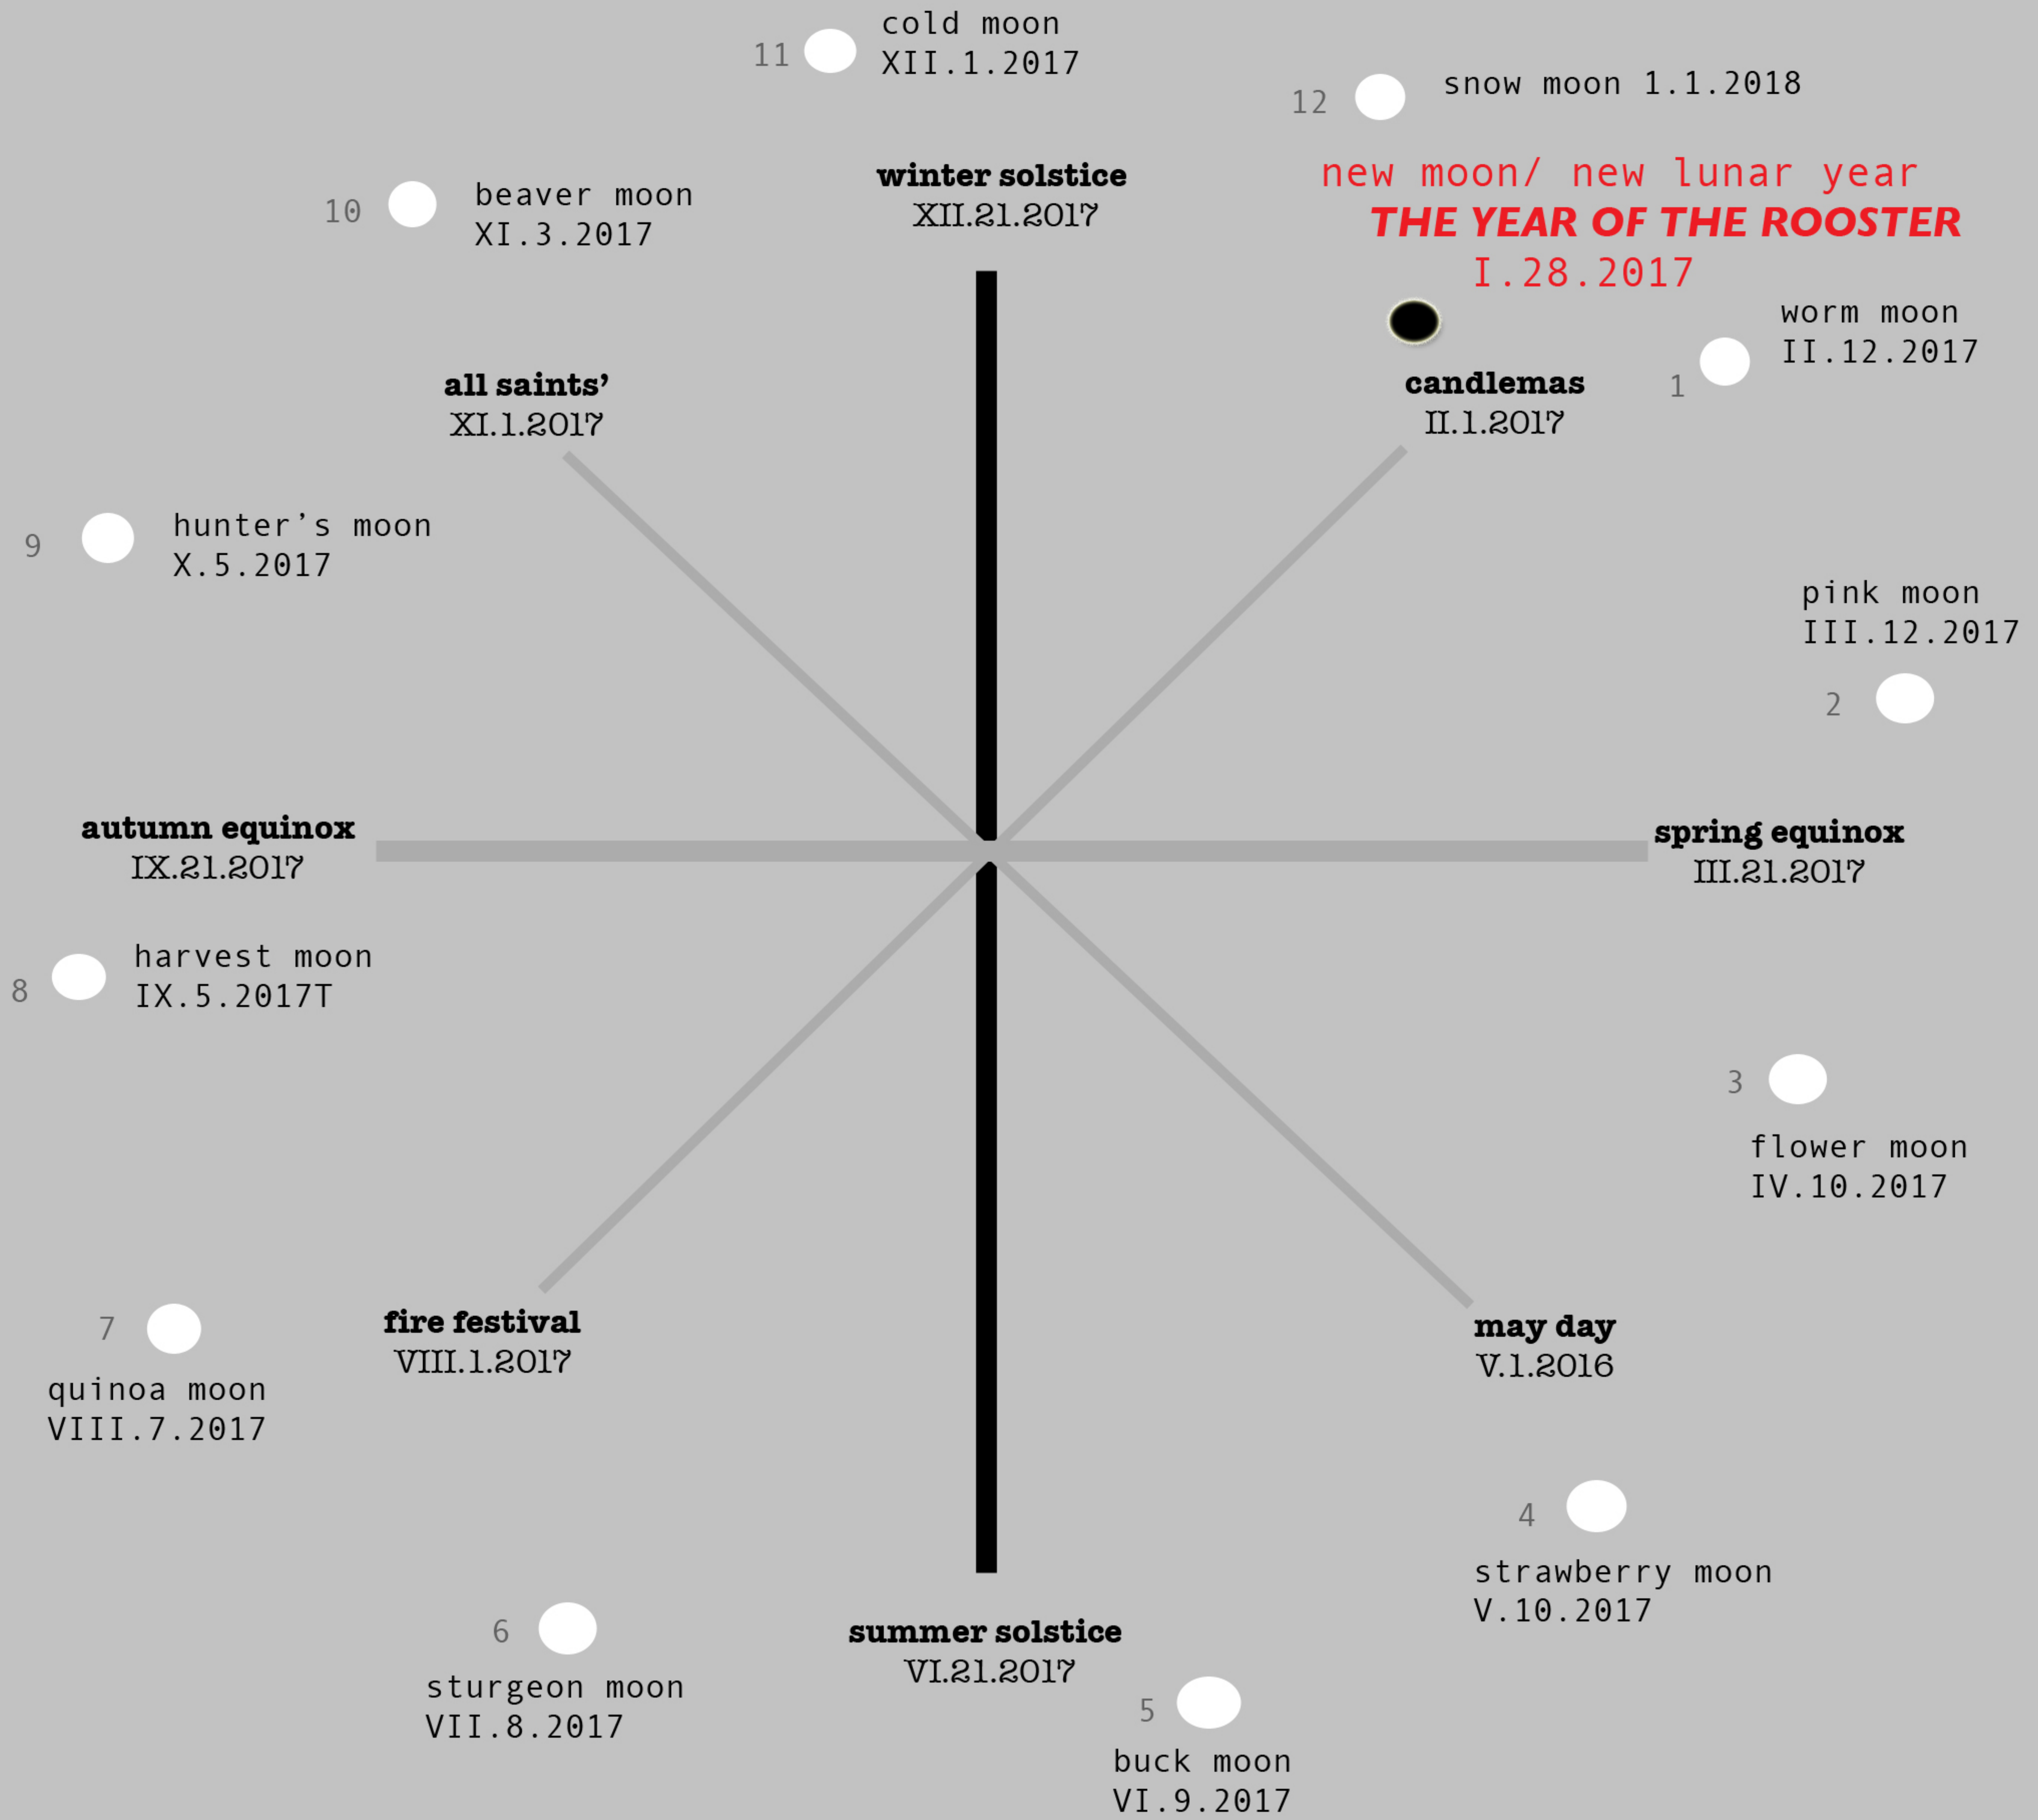 cold moon
11
XII.1.2017
12
snow moon 1.1.2018
new moon/ new lunar year
THE YEAR OF THE ROOSTER
I.28.2017
winter solstice
XII.21.2017
10
beaver moon
XI.3.2017
worm moon
II.12.2017
1
all saints’
XI.1.2017
candlemas
II.1.2017
9
hunter’s moon
X.5.2017
pink moon
III.12.2017
2
autumn equinox
IX.21.2017
spring equinox
III.21.2017
8
harvest moon
IX.5.2017T
3
flower moon
IV.10.2017
7
quinoa moon
VIII.7.2017
fire festival
VIII.1.2017
may day
V.1.2016
4
strawberry moon
V.10.2017
6
sturgeon moon
VII.8.2017
summer solstice
VI.21.2017
5
buck moon
VI.9.2017